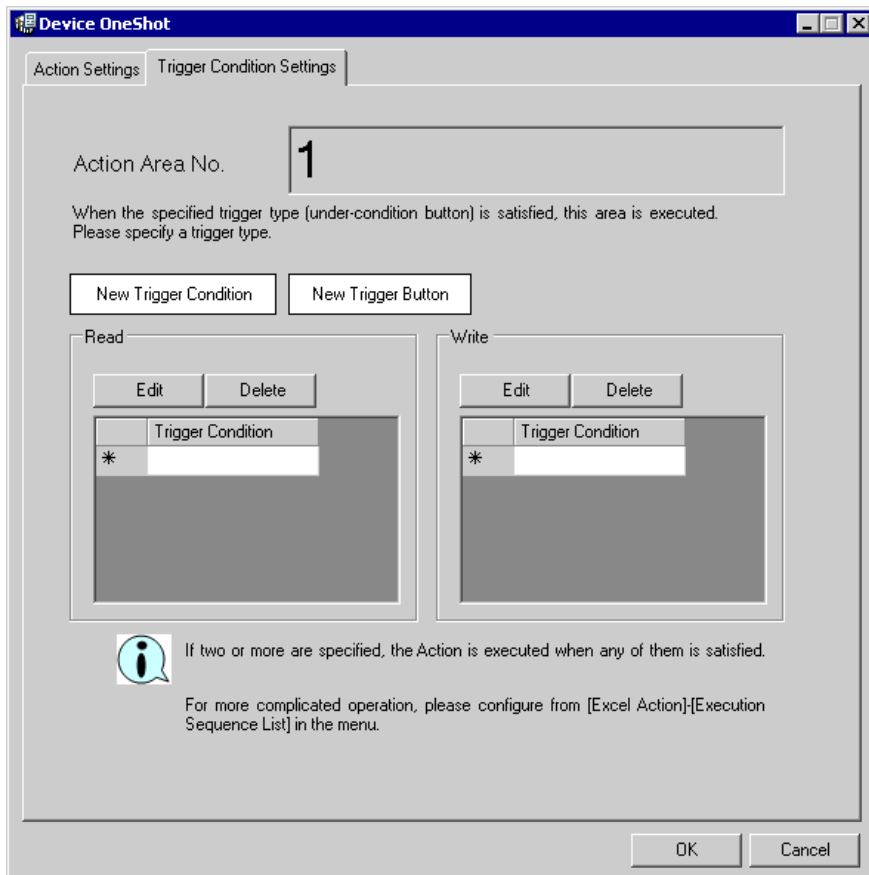 Device OneShot
Action Settings
Trigger Condition Settings
Action Area No.
1
When the specified trigger type (under-condition button) is satisfied, this area is executed.
Please specify a trigger type.
New Trigger Condition
New Trigger Button
Read
Write
Edit
Delete
Edit
Delete
Trigger Condition
Trigger Condition
*
*
If two or more are specified, the Action is executed when any of them is satisfied.
For more complicated operation, please configure from [Excel Action]-[Execution
Sequence List] in the menu.
OK
Cancel